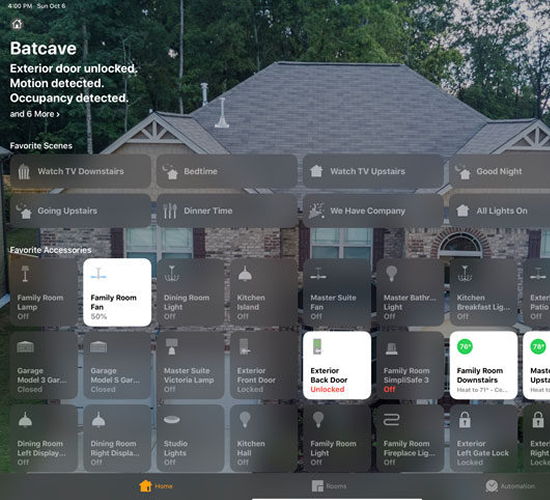 4:00 PM Sun Oct 6
Batcave
Exterior door unlocked.
Motion detected.
Occupancy detected.
and 6 More >
Favorite Scenes
Watch TV Downstairs
Bedtime
Watch TV Upstairs
Good Night
Going Upstairs
Dinner Time
We Have Company
All Lights On
Favorite Accessories
Family Room
Lamp
Off
Family Room
Fan
50%
Dining Room
Light
Off
Kitchen
Island
Off
Master Suite
Fan
Off
Master Bathr...
Light
Off
Kitchen
Breakfast Lig...
Off
Patio
Off
Garage
Model 3 Gar...
Closed
Garage
Model S Gar...
Closed
Master Suite
Victoria Lamp
Off
Exterior
Front Door
Locked
Exterior
Back Door
Unlocked
Family Room
SimpliSafe 3
Off
76°
Family Room
Downstairs
Heat to 71° - Ce...
Heat to
Dining Room
Left Display...
Off
Dining Room
Right Displa...
Off
Studio
Lights
Off
Kitchen
Hall
Off
Family Room
Light
Off
Family Room
Fireplace Lig...
Off
Exterior
Left Gate Lock
Locked
Exterior
Right
Locked
Home
Rooms
Automation